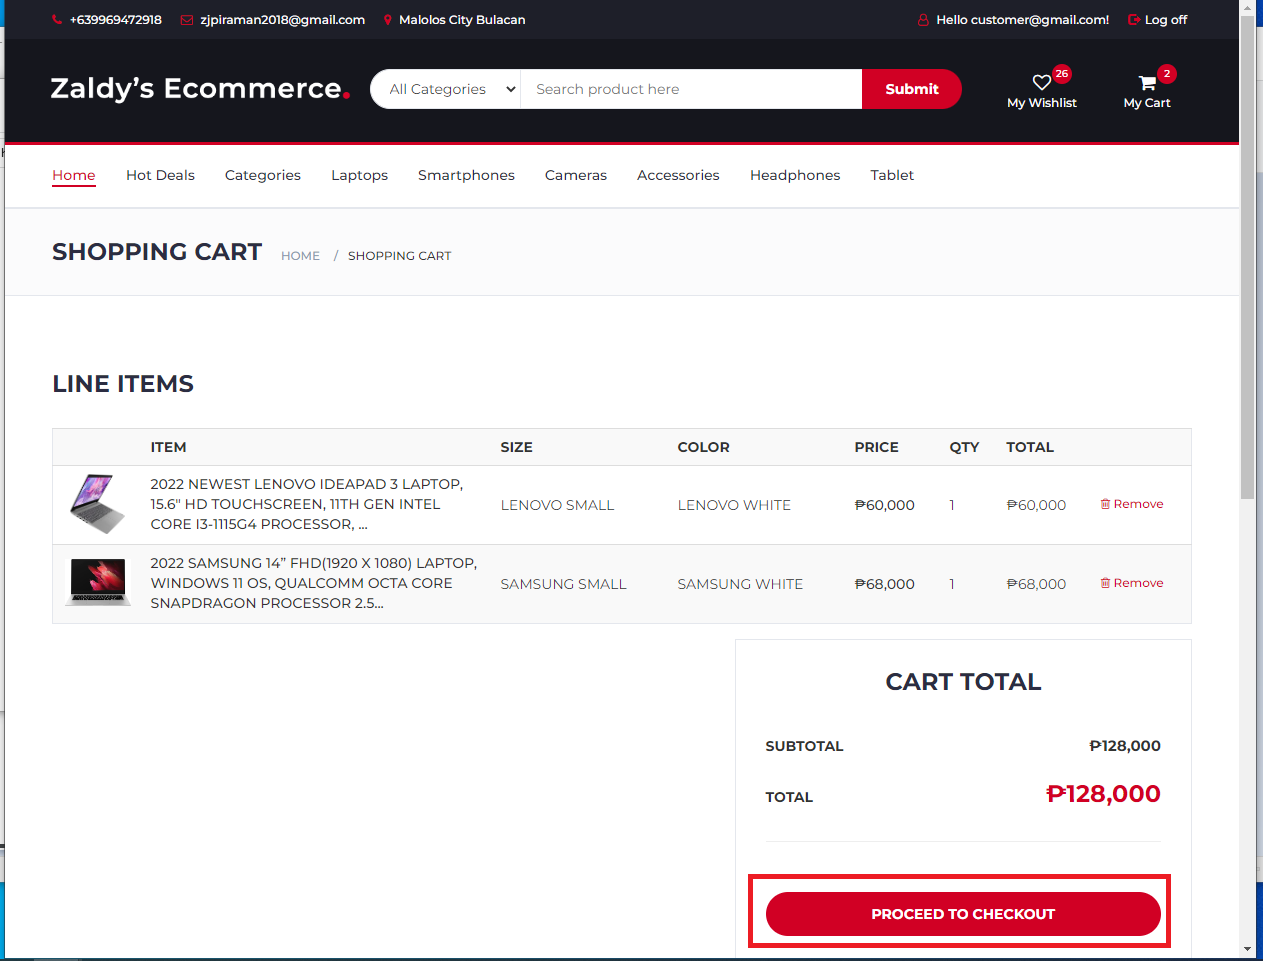 +639969472918 zjpiraman2018@gmail.com Malolos City Bulacan Hello customer@gmail.com! Log off
Zaldy’s Ecommerce. All Categories Search product here Submit
26
My Wishlist
2
My Cart
Home Hot Deals Categories Laptops Smartphones Cameras Accessories Headphones Tablet
SHOPPING CART HOME / SHOPPING CART
LINE ITEMS
ITEM SIZE COLOR PRICE QTY TOTAL
2022 NEWEST LENOVO IDEAPAD 3 LAPTOP,
15.6" HD TOUCHSCREEN, 11TH GEN INTEL
CORE I3-1115G4 PROCESSOR, ...
LENOVO SMALL LENOVO WHITE ₱60,000 1 ₱60,000 Remove
2022 SAMSUNG 14” FHD(1920 X 1080) LAPTOP,
WINDOWS 11 OS, QUALCOMM OCTA CORE
SNAPDRAGON PROCESSOR 2.5...
SAMSUNG SMALL SAMSUNG WHITE ₱68,000 1 ₱68,000 Remove
CART TOTAL
SUBTOTAL ₱128,000
TOTAL ₱128,000
PROCEED TO CHECKOUT